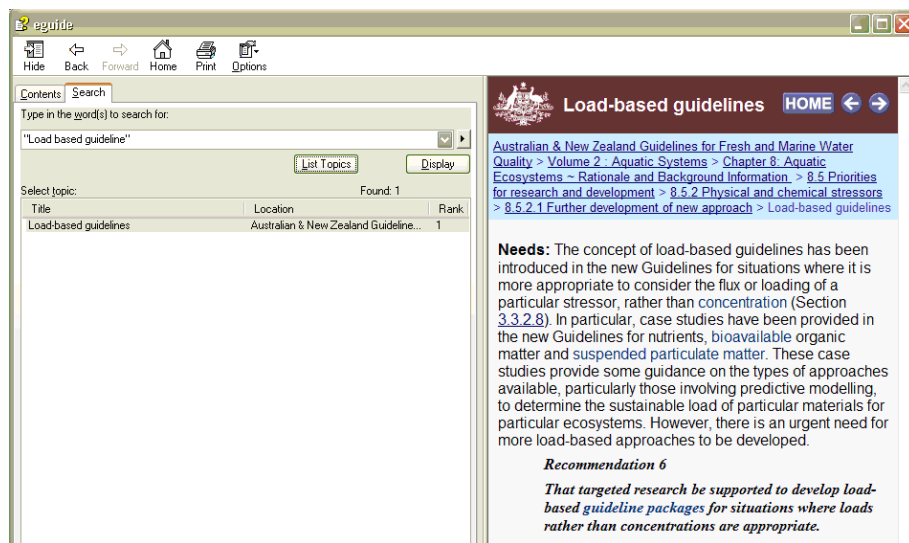 eguide
Hide Back Forward Home Print Options
Contents Search
Type in the word(s) to search for:
"Load based guideline"
List Topics Display
Select topic: Found: 1
Title Location Rank
Load-based guidelines Australian & New Zealand Guideline... 1
Load-based guidelines HOME
Australian & New Zealand Guidelines for Fresh and Marine Water
Quality > Volume 2 : Aquatic Systems > Chapter 8: Aquatic
Ecosystems ~ Rationale and Background Information > 8.5 Priorities
for research and development > 8.5.2 Physical and chemical stressors
> 8.5.2.1 Further development of new approach > Load-based guidelines
Needs: The concept of load-based guidelines has been
introduced in the new Guidelines for situations where it is
more appropriate to consider the flux or loading of a
particular stressor, rather than concentration (Section
3.3.2.8). In particular, case studies have been provided in
the new Guidelines for nutrients, bioavailable organic
matter and suspended particulate matter. These case
studies provide some guidance on the types of approaches
available, particularly those involving predictive modelling,
to determine the sustainable load of particular materials for
particular ecosystems. However, there is an urgent need for
more load-based approaches to be developed.
Recommendation 6
That targeted research be supported to develop load-
based guideline packages for situations where loads
rather than concentrations are appropriate.